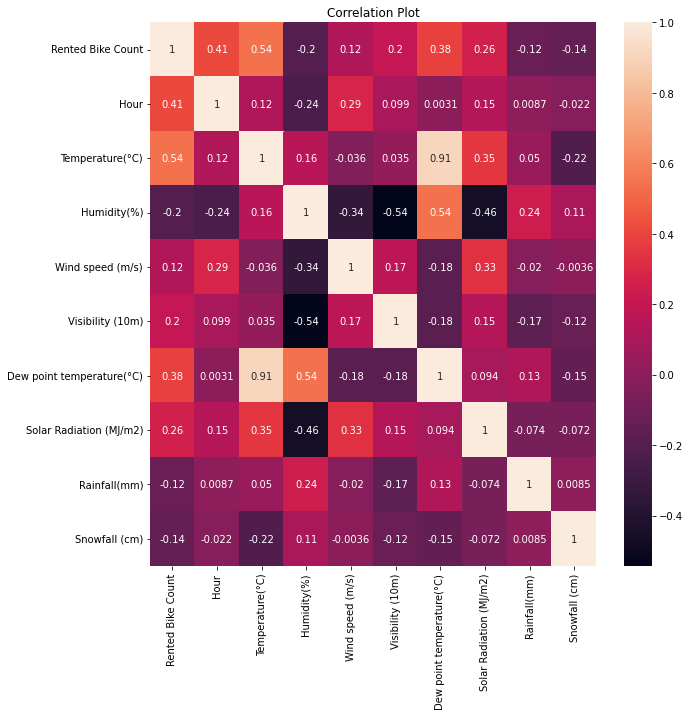 Correlation Plot
Rented Bike Count 1 0.41 0.54 -0.2 0.12 0.2 0.38 0.26 -0.12 -0.14
Hour 0.41 1 0.12 -0.24 0.29 0.099 0.0031 0.15 0.0087 -0.022
Temperature(°C) 0.54 0.12 1 0.16 -0.036 0.035 0.91 0.35 0.05 -0.22
Humidity(%) -0.2 -0.24 0.16 1 -0.34 -0.54 0.54 -0.46 0.24 0.11
Wind speed (m/s) 0.12 0.29 -0.036 -0.34 1 0.17 -0.18 0.33 -0.02 -0.0036
Visibility (10m) 0.2 0.099 0.035 -0.54 0.17 1 -0.18 0.15 -0.17 -0.12
Dew point temperature(°C) 0.38 0.0031 0.91 0.54 -0.18 -0.18 1 0.094 0.13 -0.15
Solar Radiation (MJ/m2) 0.26 0.15 0.35 -0.46 0.33 0.15 0.094 1 -0.074 -0.072
Rainfall(mm) -0.12 0.0087 0.05 0.24 -0.02 -0.17 0.13 -0.074 1 0.0085
Snowfall (cm) -0.14 -0.022 -0.22 0.11 -0.0036 -0.12 -0.15 -0.072 0.0085 1
Rented Bike Count
Hour
Temperature(°C)
Humidity(%)
Wind speed (m/s)
Visibility (10m)
Dew point temperature(°C)
Solar Radiation (MJ/m2)
Rainfall(mm)
Snowfall (cm)
1.0
0.8
0.6
0.4
0.2
0.0
−0.2
−0.4